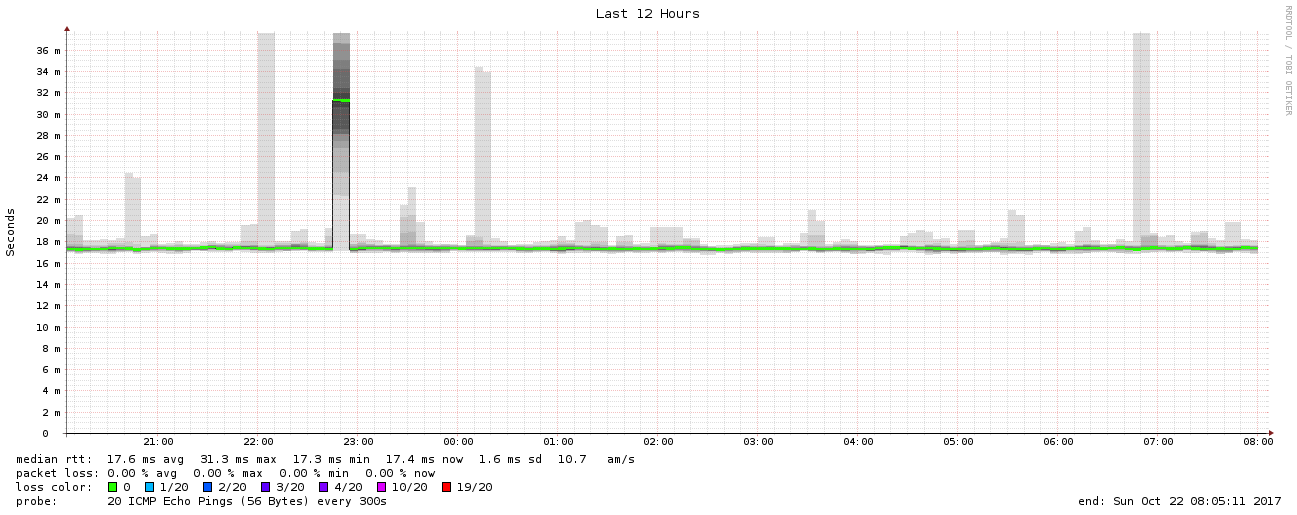 Last 12 Hours
RRDTOOL / TOBI OETIKER
Seconds
36 m
34 m
32 m
30 m
28 m
26 m
24 m
22 m
20 m
18 m
16 m
14 m
12 m
10 m
8 m
6 m
4 m
2 m
0
21:00 22:00 23:00 00:00 01:00 02:00 03:00 04:00 05:00 06:00 07:00 08:00
median rtt: 17.6 ms avg 31.3 ms max 17.3 ms min 17.4 ms now 1.6 ms sd 10.7 am/s
packet loss: 0.00 % avg 0.00 % max 0.00 % min 0.00 % now
loss color: 0 1/20 2/20 3/20 4/20 10/20 19/20
probe: 20 ICMP Echo Pings (56 Bytes) every 300s end: Sun Oct 22 08:05:11 2017